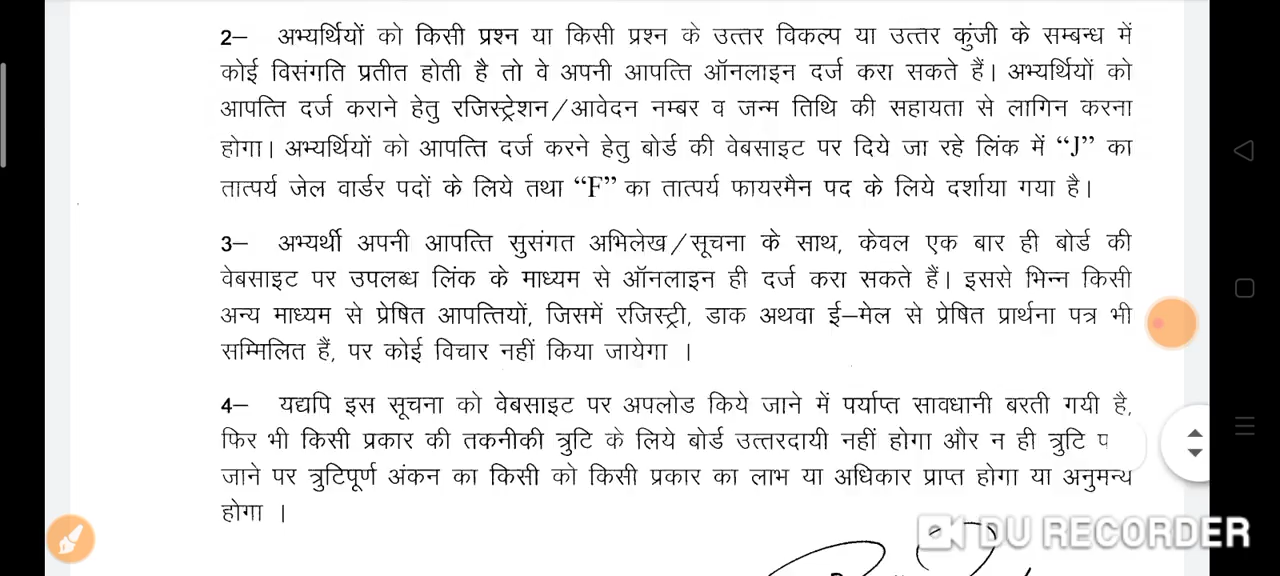 2– अभ्यर्थियों को किसी प्रश्न या किसी प्रश्न के उत्तर विकल्प या उत्तर कुंजी के सम्बन्ध में
कोई विसंगति प्रतीत होती है तो वे अपनी आपत्ति ऑनलाइन दर्ज करा सकते हैं। अभ्यर्थियों को
आपत्ति दर्ज कराने हेतु रजिस्ट्रेशन/आवेदन नम्बर व जन्म तिथि की सहायता से लागिन करना
होगा। अभ्यर्थियों को आपत्ति दर्ज करने हेतु बोर्ड की वेबसाइट पर दिये जा रहे लिंक में “J” का
तात्पर्य जेल वार्डर पदों के लिये तथा “F” का तात्पर्य फायरमैन पद के लिये दर्शाया गया है।
3– अभ्यर्थी अपनी आपत्ति सुसंगत अभिलेख/सूचना के साथ, केवल एक बार ही बोर्ड की
वेबसाइट पर उपलब्ध लिंक के माध्यम से ऑनलाइन ही दर्ज करा सकते हैं। इससे भिन्न किसी
अन्य माध्यम से प्रेषित आपत्तियों, जिसमें रजिस्ट्री, डाक अथवा ई–मेल से प्रेषित प्रार्थना पत्र भी
सम्मिलित हैं, पर कोई विचार नहीं किया जायेगा ।
4– यद्यपि इस सूचना को वेबसाइट पर अपलोड किये जाने में पर्याप्त सावधानी बरती गयी है,
फिर भी किसी प्रकार की तकनीकी त्रुटि के लिये बोर्ड उत्तरदायी नहीं होगा और न ही त्रुटि
जाने पर त्रुटिपूर्ण अंकन का किसी को किसी प्रकार का लाभ या अधिकार प्राप्त होगा या अनुमन्य
होगा ।
DU RECORDER